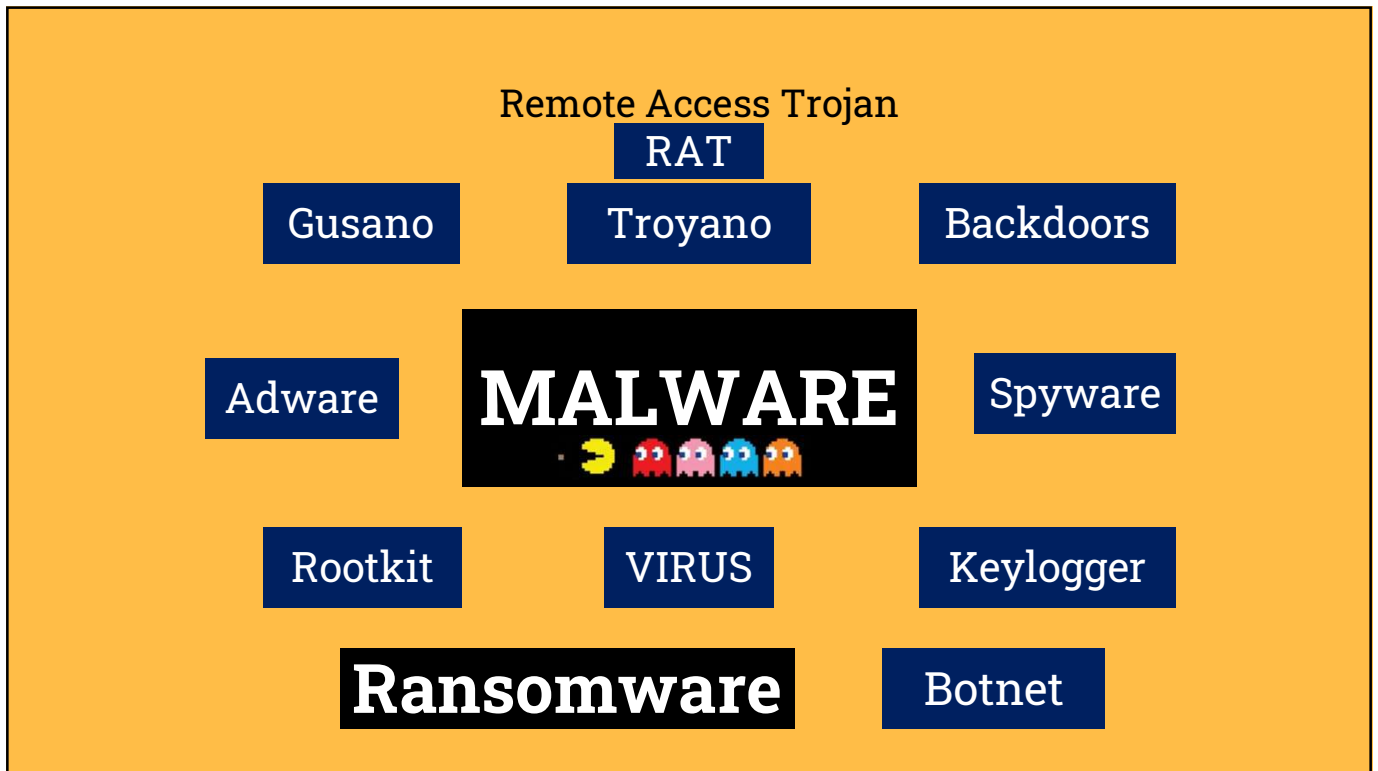 Remote Access Trojan
RAT
Gusano
Troyano
Backdoors
MALWARE
Adware
Spyware
Rootkit
VIRUS
Keylogger
Ransomware
Botnet